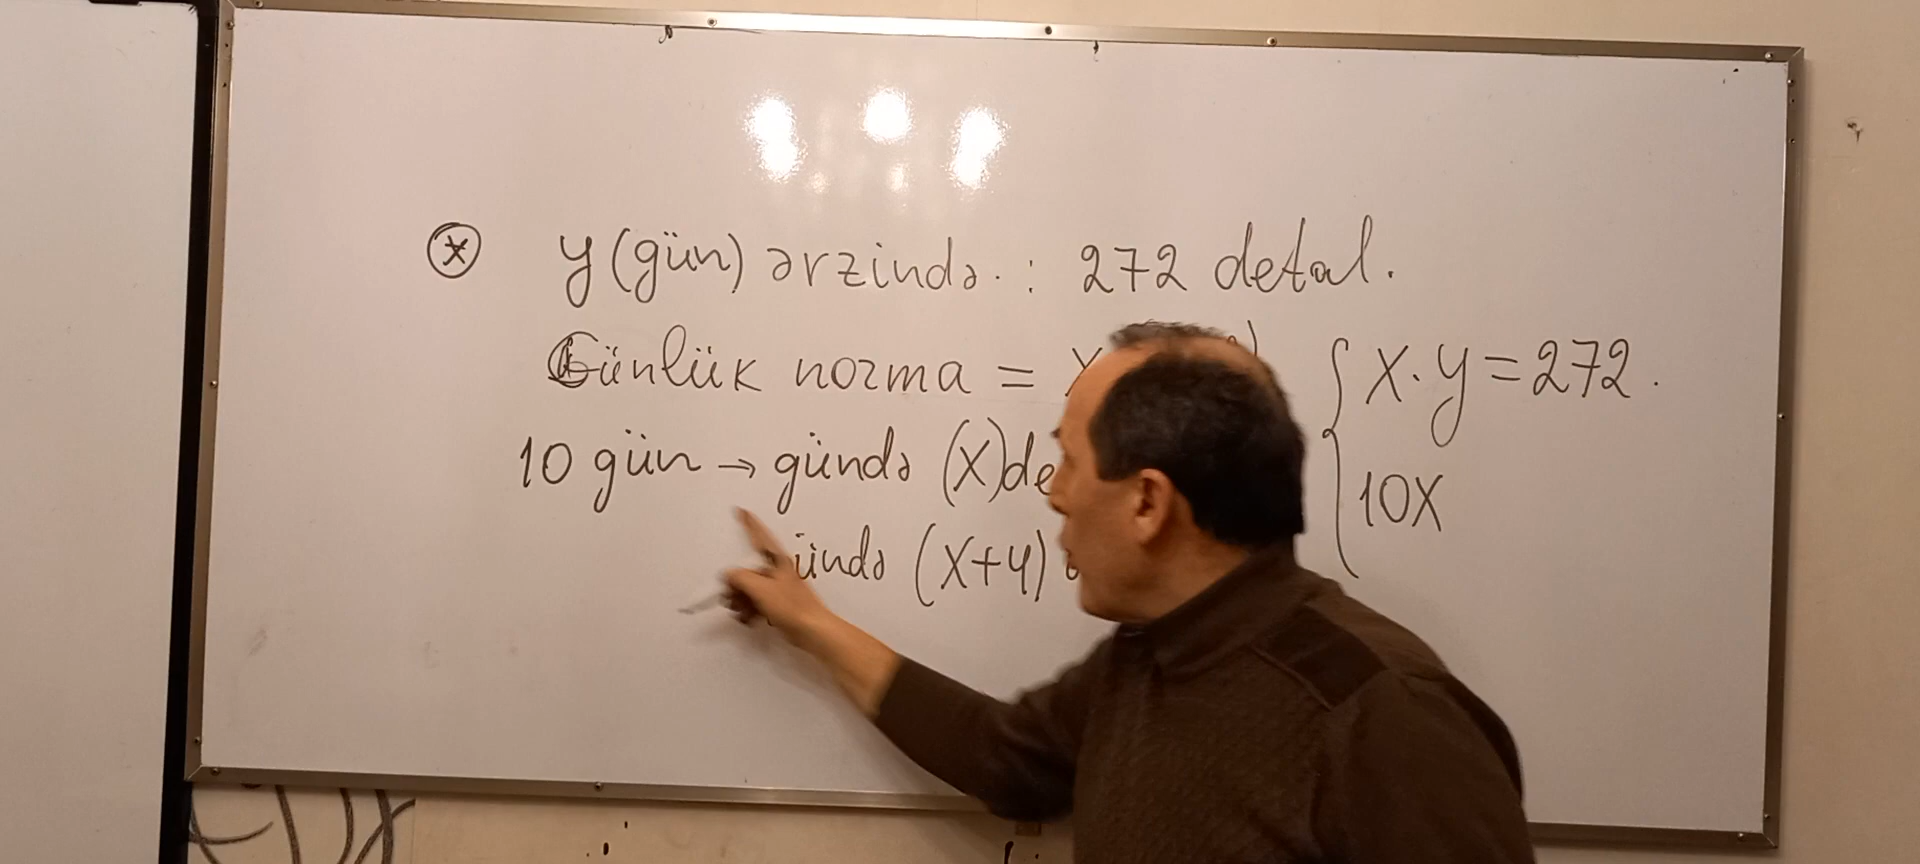 * y (gün) ərzində. : 272 detal.
Günlük norma = x
10 gün → gündə (x) de
ündə (x+4)
{ x·y = 272.
10x